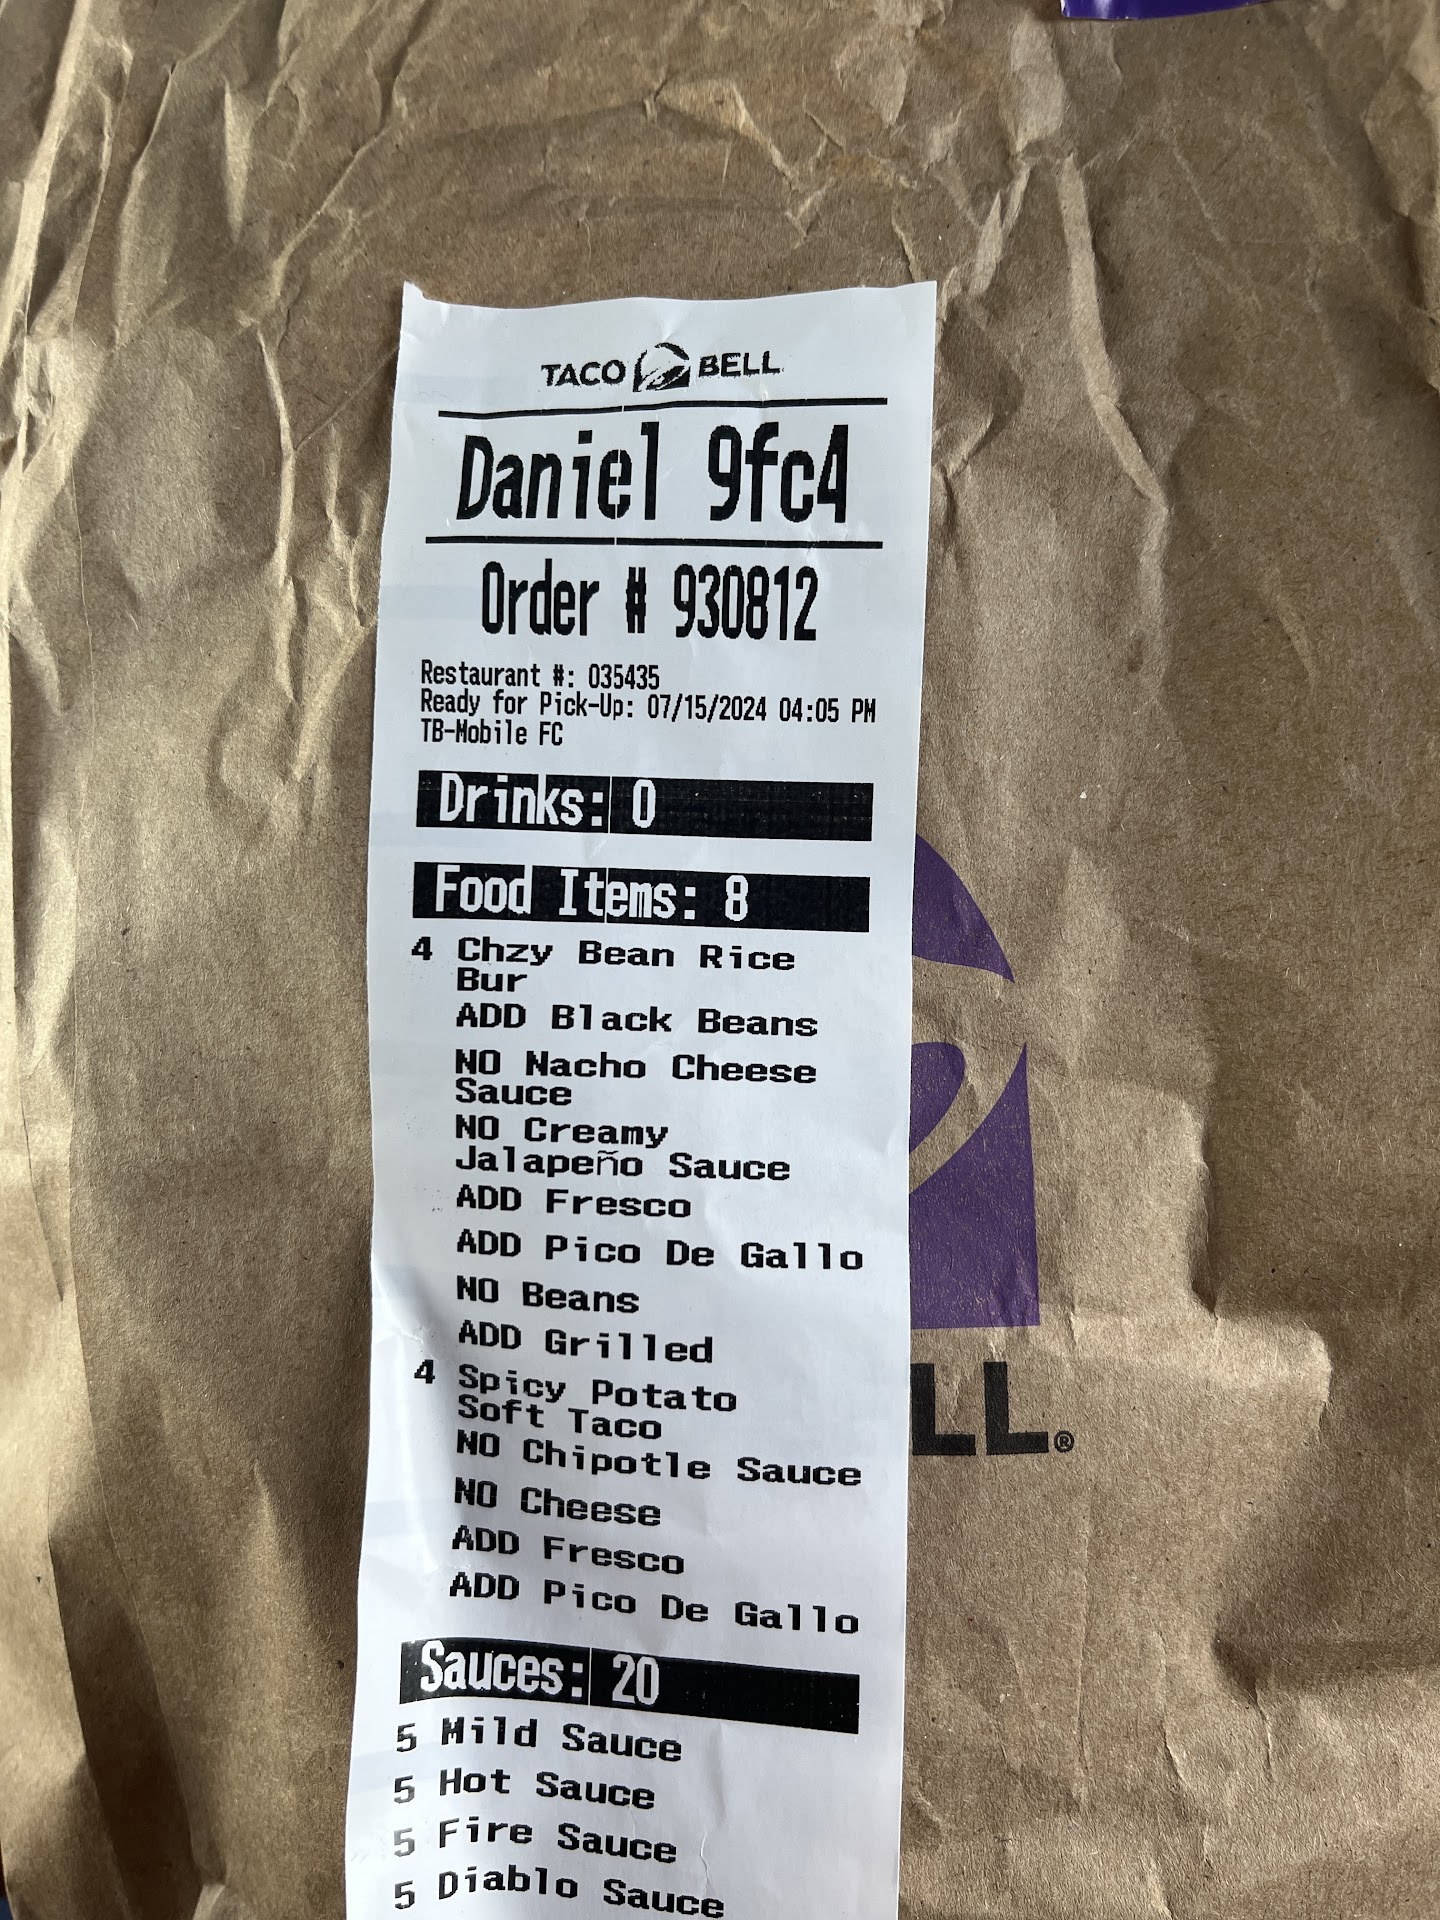 TACO BELL
Daniel 9fc4
Order # 930812
Restaurant #: 035435
Ready for Pick-Up: 07/15/2024 04:05 PM
TB-Mobile FC
Drinks: 0
Food Items: 8
4 Chzy Bean Rice
Bur
ADD Black Beans
NO Nacho Cheese
Sauce
NO Creamy
Jalapeño Sauce
ADD Fresco
ADD Pico De Gallo
NO Beans
ADD Grilled
4 Spicy Potato
Soft Taco
NO Chipotle Sauce
NO Cheese
ADD Fresco
ADD Pico De Gallo
Sauces: 20
5 Mild Sauce
5 Hot Sauce
5 Fire Sauce
5 Diablo Sauce
LL®